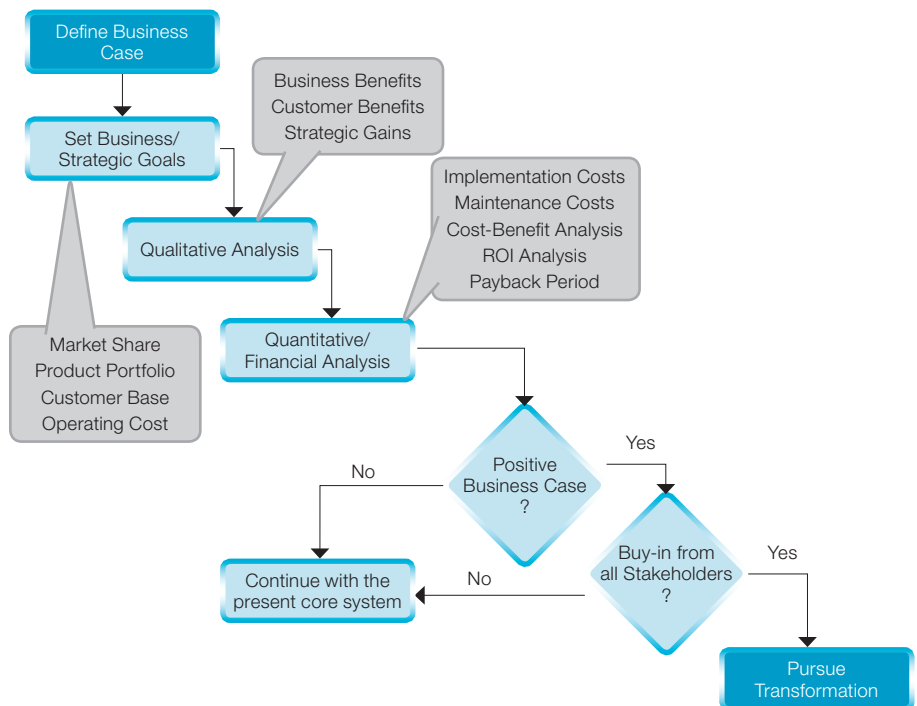 Define Business
Case
Business Benefits
Customer Benefits
Strategic Gains
Set Business/
Strategic Goals
Implementation Costs
Maintenance Costs
Cost-Benefit Analysis
ROI Analysis
Payback Period
Qualitative Analysis
Market Share
Product Portfolio
Customer Base
Operating Cost
Quantitative/
Financial Analysis
Positive
Business Case
?
No
Yes
Buy-in from
all Stakeholders
?
No
Yes
Continue with the
present core system
Pursue
Transformation